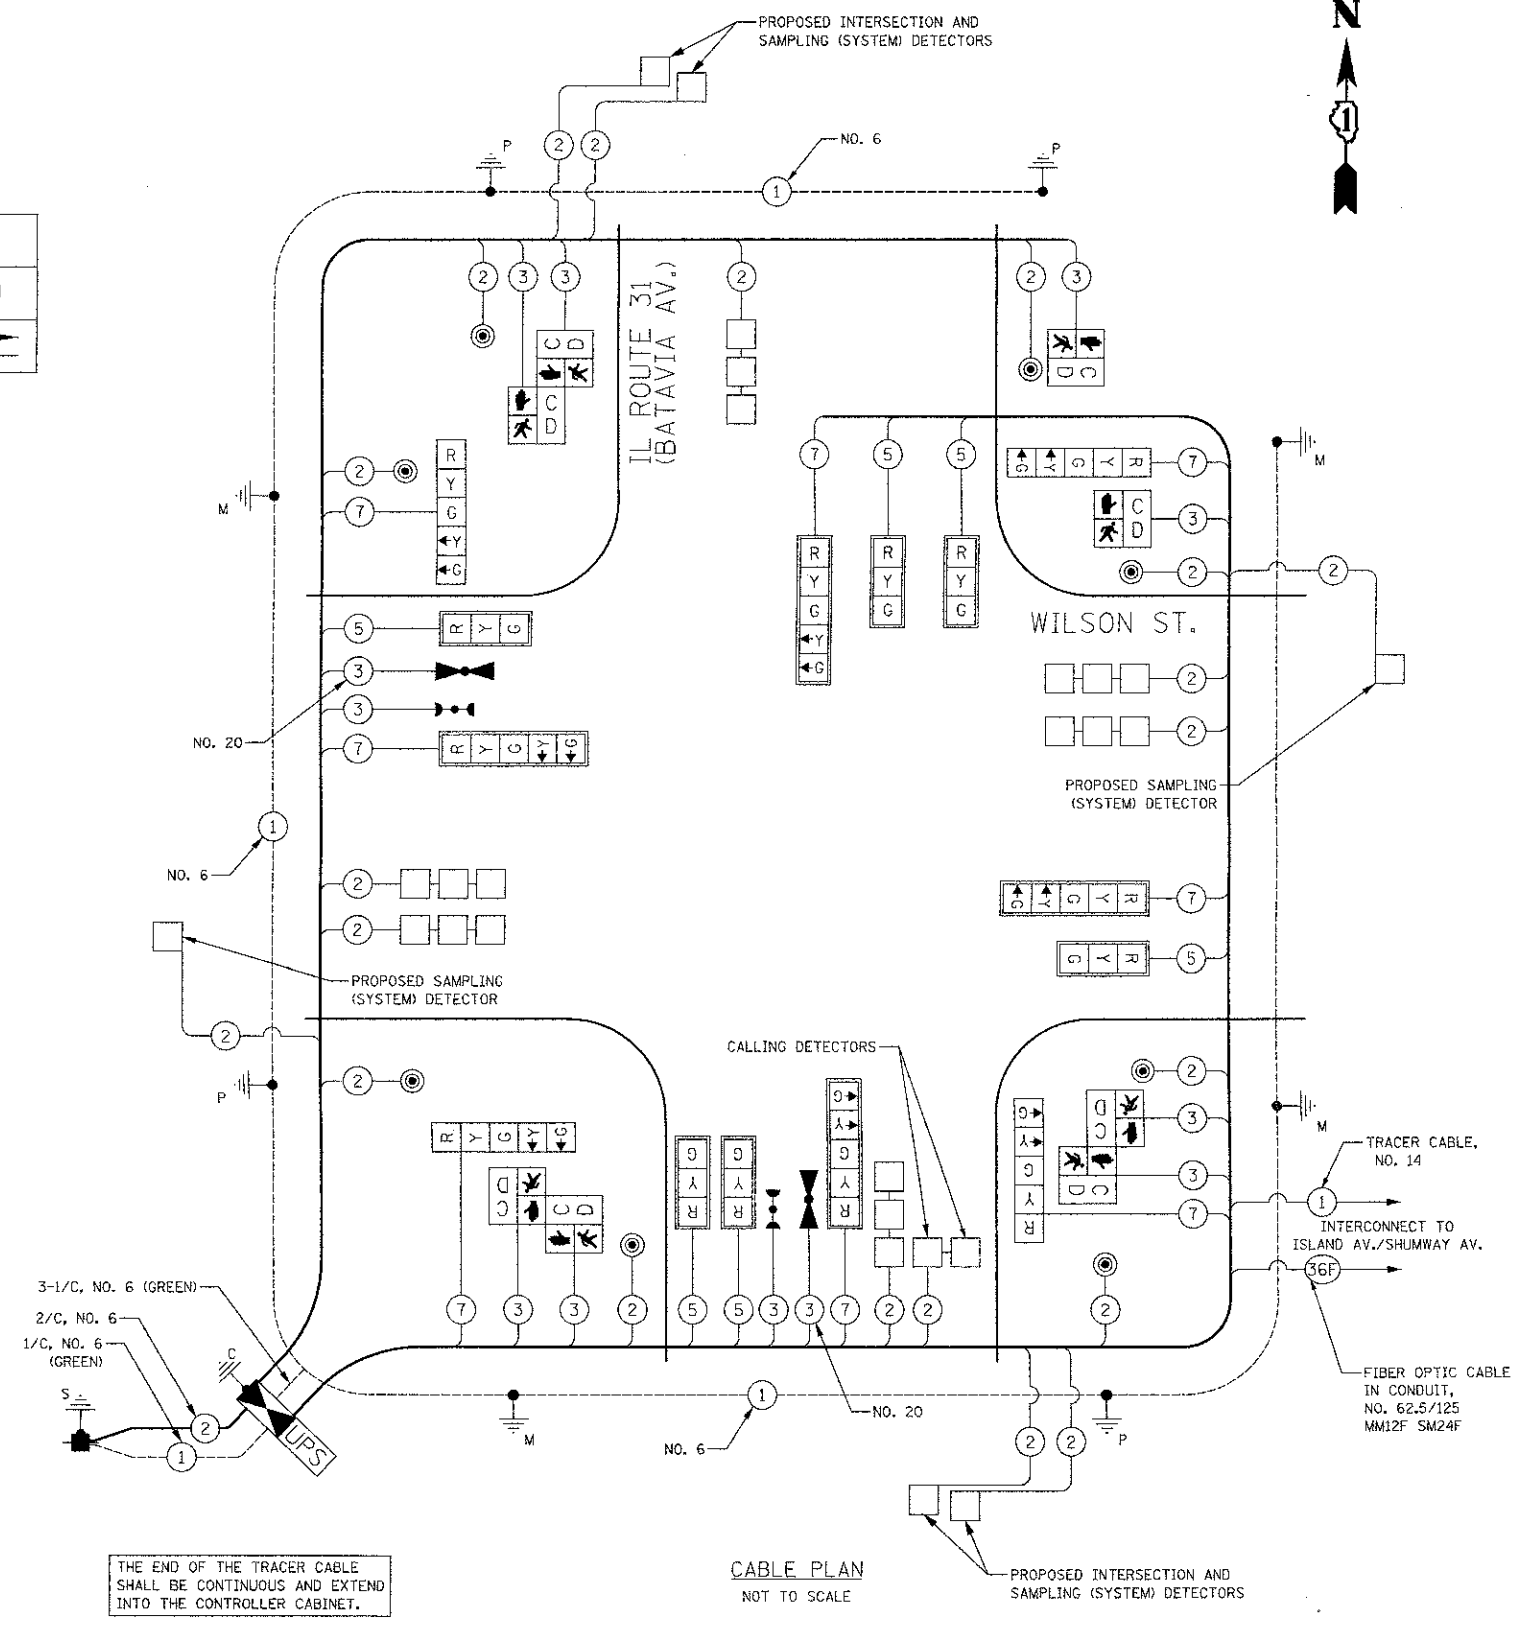 PROPOSED INTERSECTION AND
SAMPLING (SYSTEM) DETECTORS
N
1
2 2
P
NO. 6
1
P
2 3 3
2
2 3
IL ROUTE 31
(BATAVIA AV.)
C D
C
D
C
D
2
R
Y
G
Y
G
7
M
7 5 5
R
Y
G
Y
G
R
Y
G
R
Y
G
G Y G Y R
7
M
C
D
3
2
2
5
R Y G
WILSON ST.
3
3
NO. 20
7
R Y G Y G
2
2
PROPOSED SAMPLING
(SYSTEM) DETECTOR
1
NO. 6
2
2
G Y G Y R
7
G Y R
5
PROPOSED SAMPLING
(SYSTEM) DETECTOR
2
P
2
CALLING DETECTORS
2
D
C
3
3
D C
7
G
Y
G
Y
R
M
TRACER CABLE,
NO. 14
1
INTERCONNECT TO
ISLAND AV./SHUMWAY AV.
36F
FIBER OPTIC CABLE
IN CONDUIT,
NO. 62.5/125
MM12F SM24F
R Y G Y G
D
C
C D
G
Y
R
G
Y
R
G
Y
G
Y
R
7 3 3 2
5 5 3 3 7 2 2
2
3-1/C, NO. 6 (GREEN)
2/C, NO. 6
1/C, NO. 6
(GREEN)
C
S
2
1
UPS
M
1
NO. 6
NO. 20
P
2 2
THE END OF THE TRACER CABLE
SHALL BE CONTINUOUS AND EXTEND
INTO THE CONTROLLER CABINET.
CABLE PLAN
NOT TO SCALE
PROPOSED INTERSECTION AND
SAMPLING (SYSTEM) DETECTORS